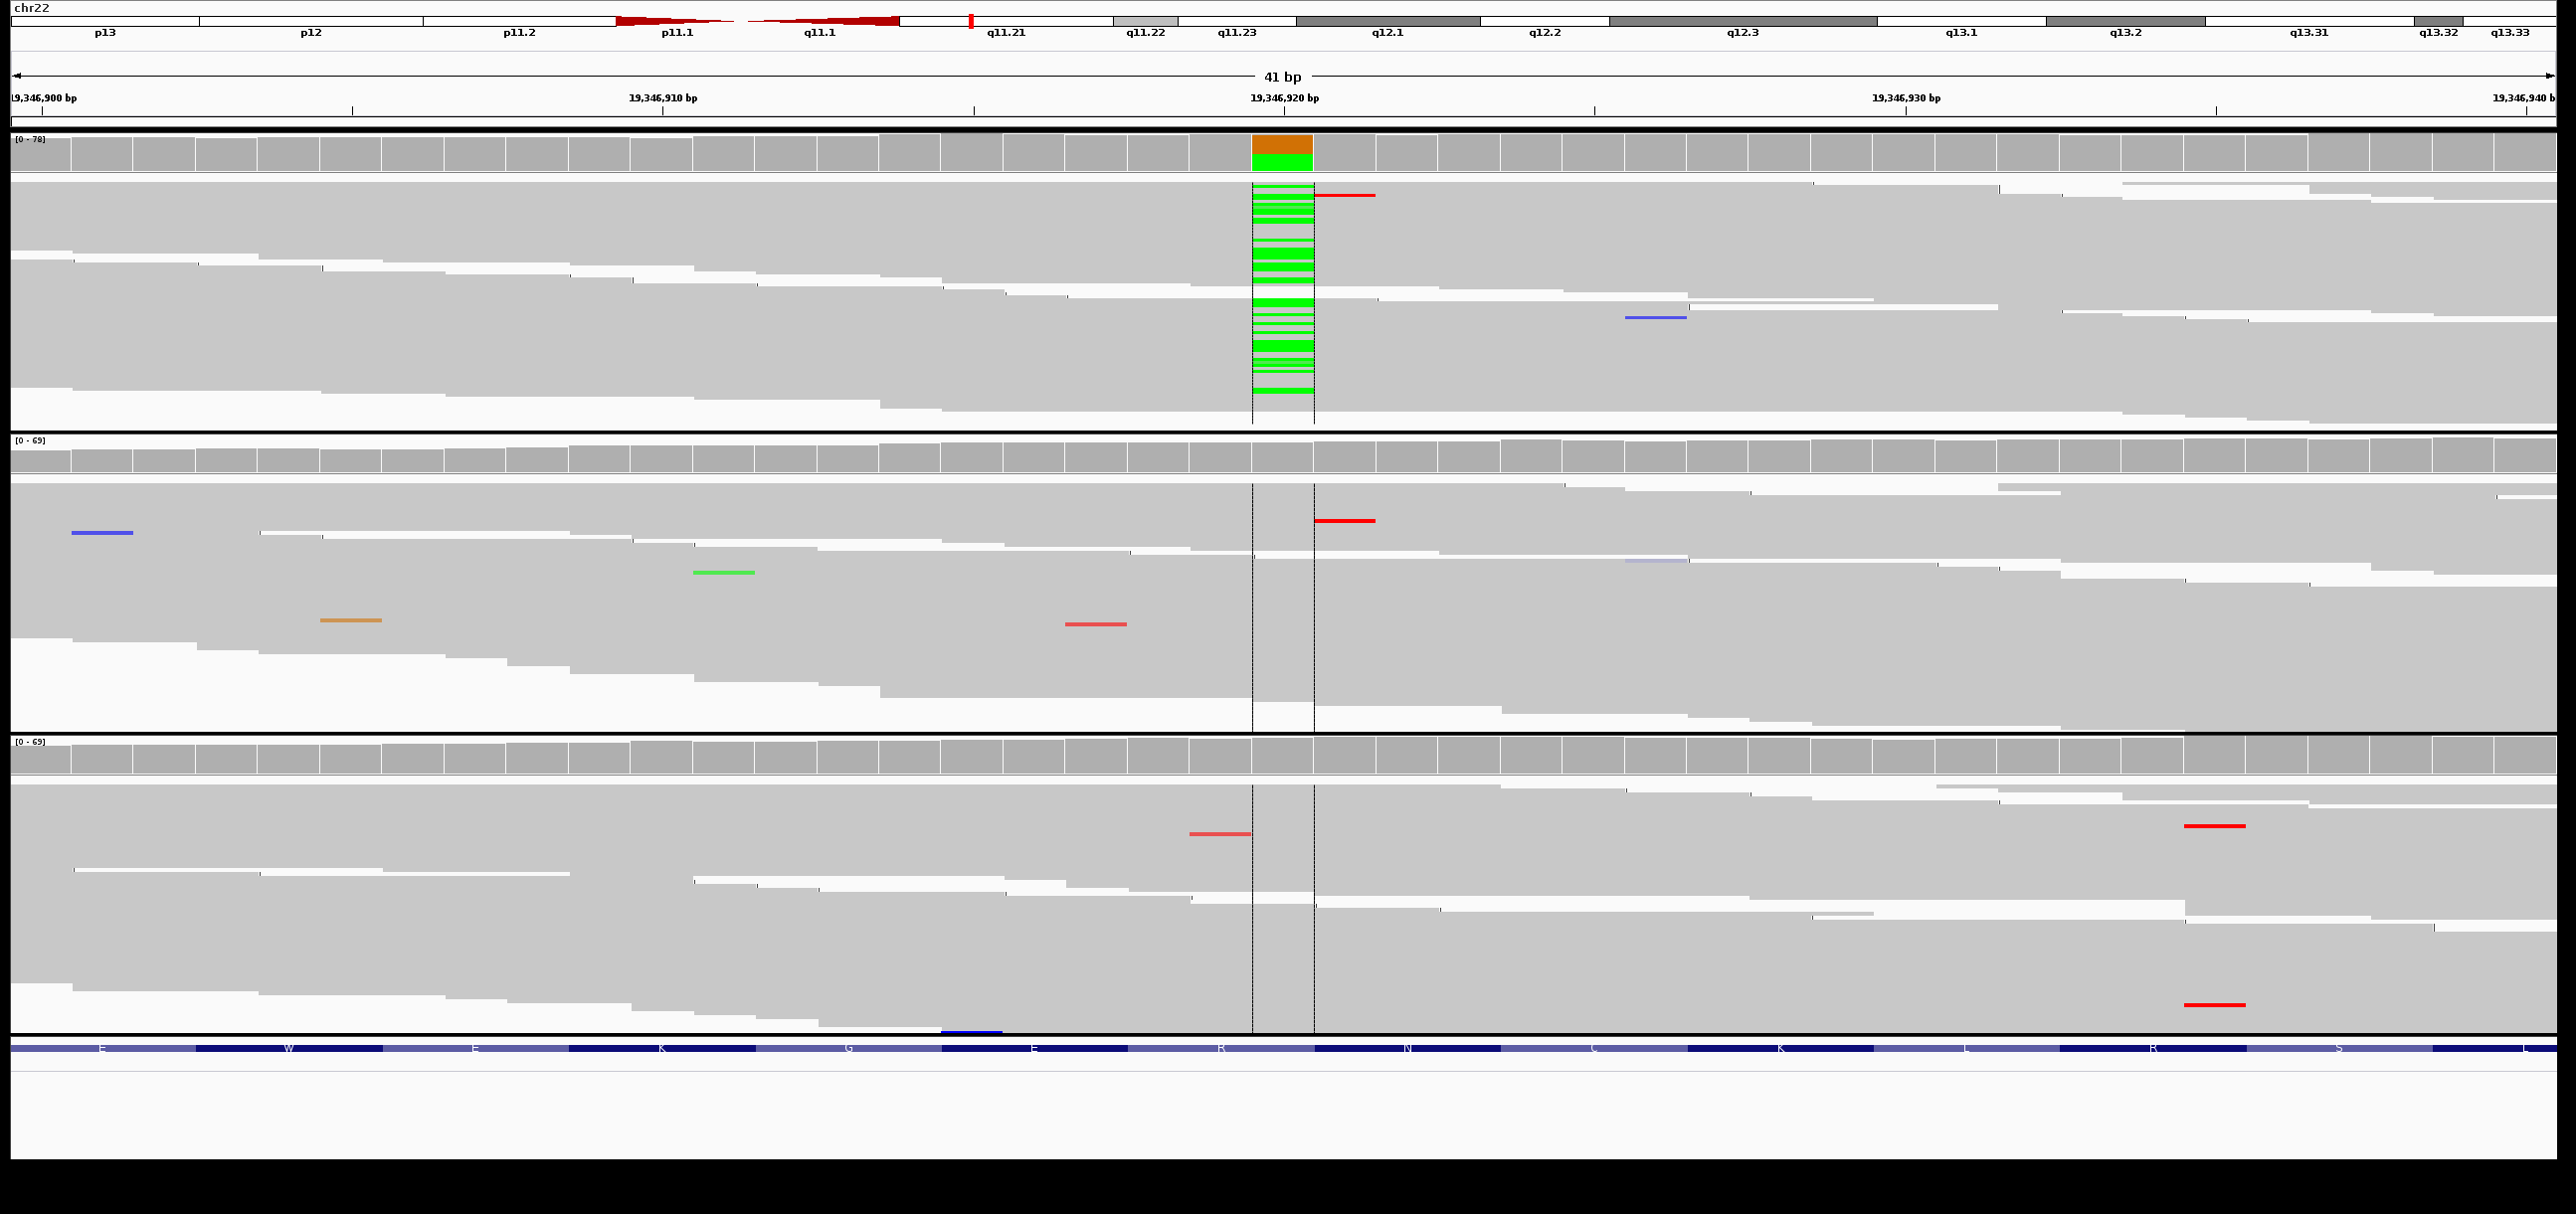 chr22
p13 p12 p11.2 p11.1 q11.1 q11.21 q11.22 q11.23 q12.1 q12.2 q12.3 q13.1 q13.2 q13.31 q13.32 q13.33
41 bp
19,346,900 bp 19,346,910 bp 19,346,920 bp 19,346,930 bp 19,346,940 b
[0 - 78]
[0 - 69]
[0 - 69]
E W E K G E R N C K L R S L